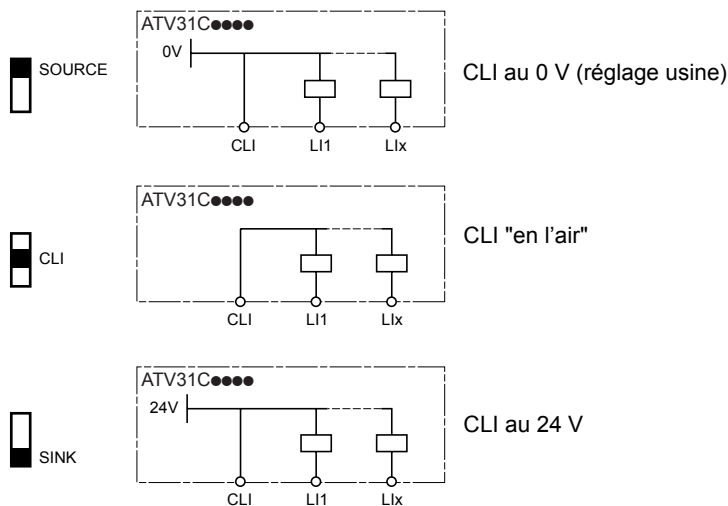 ATV31C●●●●
0V
SOURCE
CLI au 0 V (réglage usine)
CLI
LI1
LIx
ATV31C●●●●
CLI "en l’air"
CLI
CLI
LI1
LIx
ATV31C●●●●
24V
CLI au 24 V
SINK
CLI
LI1
LIx